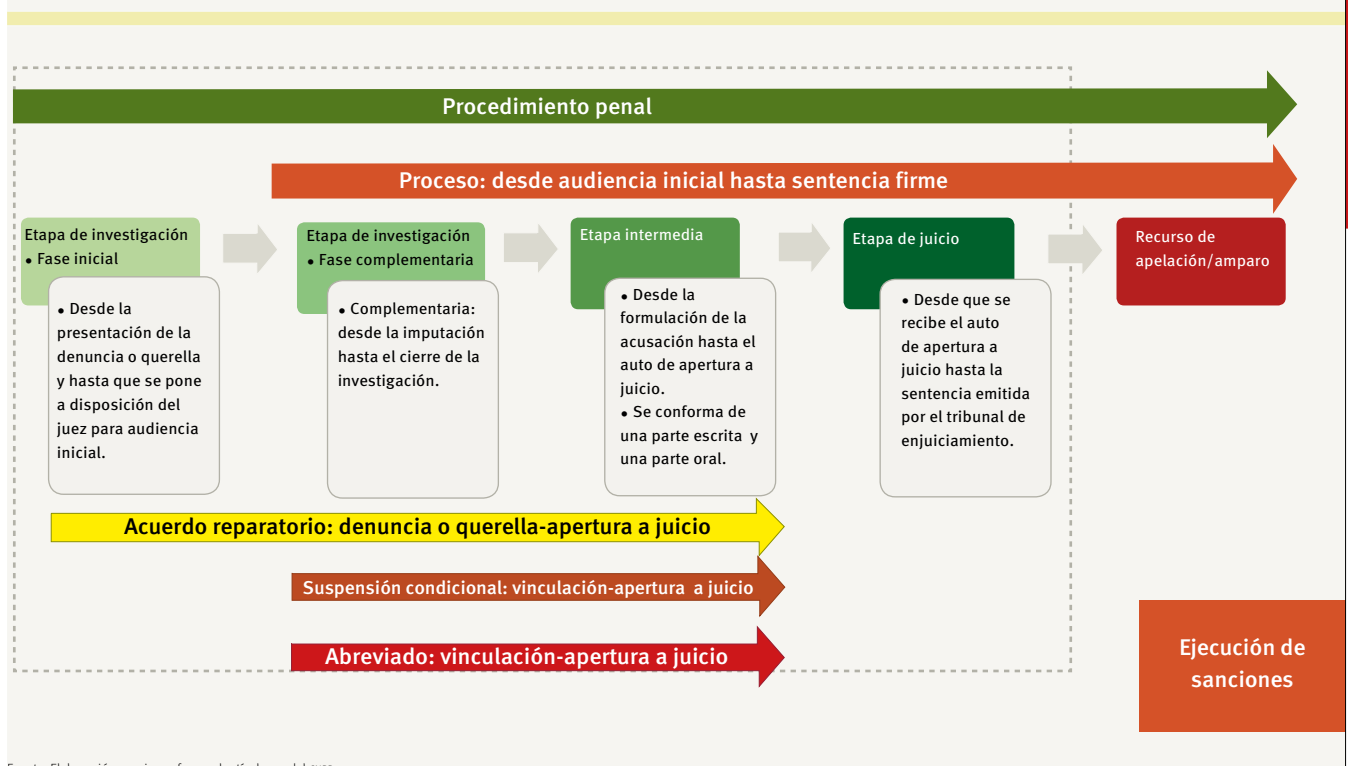 Procedimiento penal
Proceso: desde audiencia inicial hasta sentencia firme
Etapa de investigación
• Fase inicial
• Desde la
presentación de la
denuncia o querella
y hasta que se pone
a disposición del
juez para audiencia
inicial.
Etapa de investigación
• Fase complementaria
• Complementaria:
desde la imputación
hasta el cierre de la
investigación.
Etapa intermedia
• Desde la
formulación de la
acusación hasta el
auto de apertura a
juicio.
• Se conforma de
una parte escrita y
una parte oral.
Etapa de juicio
• Desde que se
recibe el auto
de apertura a
juicio hasta la
sentencia emitida
por el tribunal de
enjuiciamiento.
Recurso de
apelación/amparo
Acuerdo reparatorio: denuncia o querella-apertura a juicio
Suspensión condicional: vinculación-apertura a juicio
Abreviado: vinculación-apertura a juicio
Ejecución de
sanciones